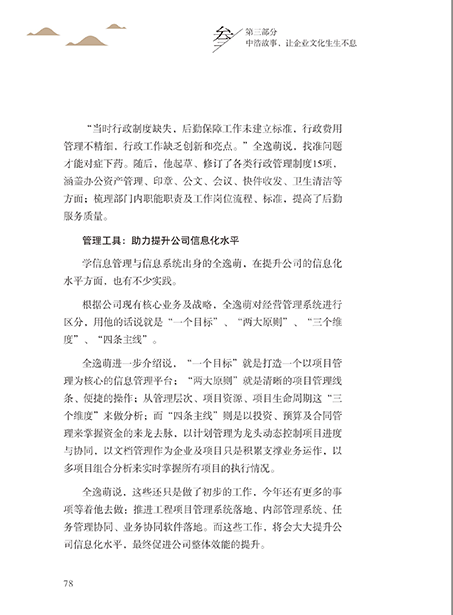 叁
第三部分
中浩故事，让企业文化生生不息
“当时行政制度缺失，后勤保障工作未建立标准，行政费用
管理不精细，行政工作缺乏创新和亮点。”全逸萌说，找准问题
才能对症下药。随后，他起草、修订了各类行政管理制度15项，
涵盖办公资产管理、印章、公文、会议、快件收发、卫生清洁等
方面；梳理部门内职能职责及工作岗位流程、标准，提高了后勤
服务质量。
管理工具：助力提升公司信息化水平
学信息管理与信息系统出身的全逸萌，在提升公司的信息化
水平方面，也有不少实践。
根据公司现有核心业务及战略，全逸萌对经营管理系统进行
区分，用他的话说就是“一个目标”、“两大原则”、“三个维
度”、“四条主线”。
全逸萌进一步介绍说，“一个目标”就是打造一个以项目管
理为核心的信息管理平台；“两大原则”就是清晰的项目管理线
条、便捷的操作；从管理层次、项目资源、项目生命周期这“三
个维度”来做分析；而“四条主线”则是以投资、预算及合同管
理来掌握资金的来龙去脉，以计划管理为龙头动态控制项目进度
与协同，以文档管理作为企业及项目只是积累支撑业务运作，以
多项目组合分析来实时掌握所有项目的执行情况。
全逸萌说，这些还只是做了初步的工作，今年还有更多的事
项等着他去做；推进工程项目管理系统落地、内部管理系统、任
务管理协同、业务协同软件落地。而这些工作，将会大大提升公
司信息化水平，最终促进公司整体效能的提升。
78